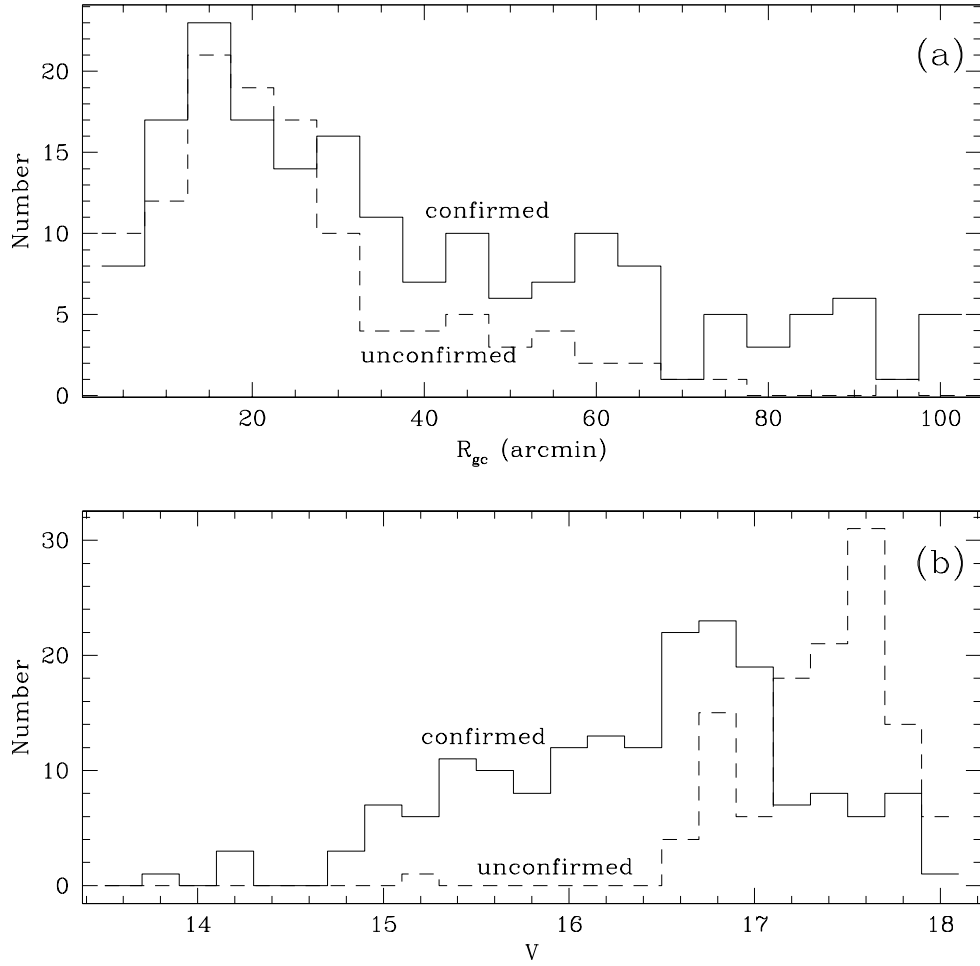 (a)
20
15
10
5
0
Number
confirmed
unconfirmed
20 40 60 80 100
R_gc (arcmin)
(b)
30
20
10
0
Number
confirmed
unconfirmed
14 15 16 17 18
V